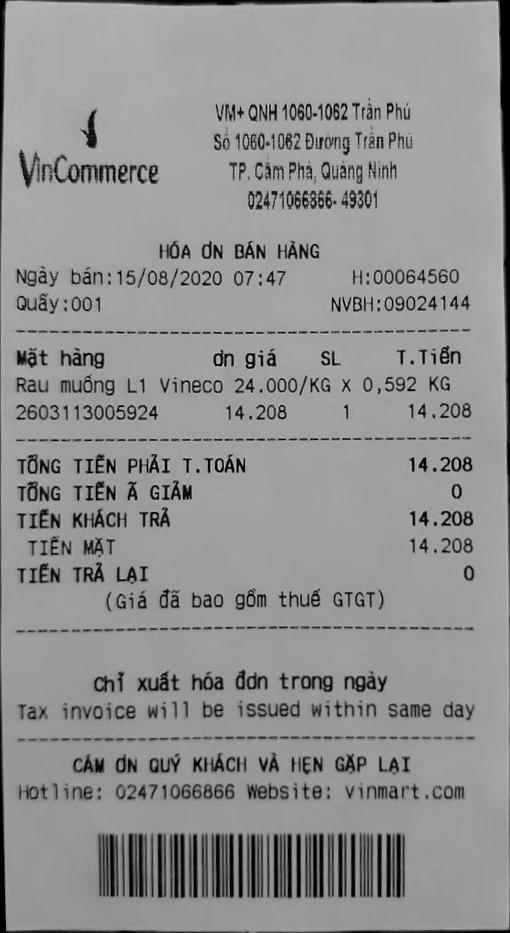 VinCommerce
VM+ QNH 1060-1062 Trần Phú
Số 1060-1062 Đường Trần Phú
TP. Cẩm Phả, Quảng Ninh
02471066866- 49301
HÓA ƠN BÁN HÀNG
Ngày bán:15/08/2020 07:47 H:00064560
Quầy:001 NVBH:09024144
Mặt hàng ơn giá SL T.Tiền
Rau muống L1 Vineco 24.000/KG X 0,592 KG
2603113005924 14.208 1 14.208
TỔNG TIỀN PHẢI T.TOÁN 14.208
TỔNG TIỀN Ã GIẢM 0
TIỀN KHÁCH TRẢ 14.208
TIỀN MẶT 14.208
TIỀN TRẢ LẠI 0
(Giá đã bao gồm thuế GTGT)
Chỉ xuất hóa đơn trong ngày
Tax invoice will be issued within same day
CẢM ƠN QUÝ KHÁCH VÀ HẸN GẶP LẠI
Hotline: 02471066866 Website: vinmart.com